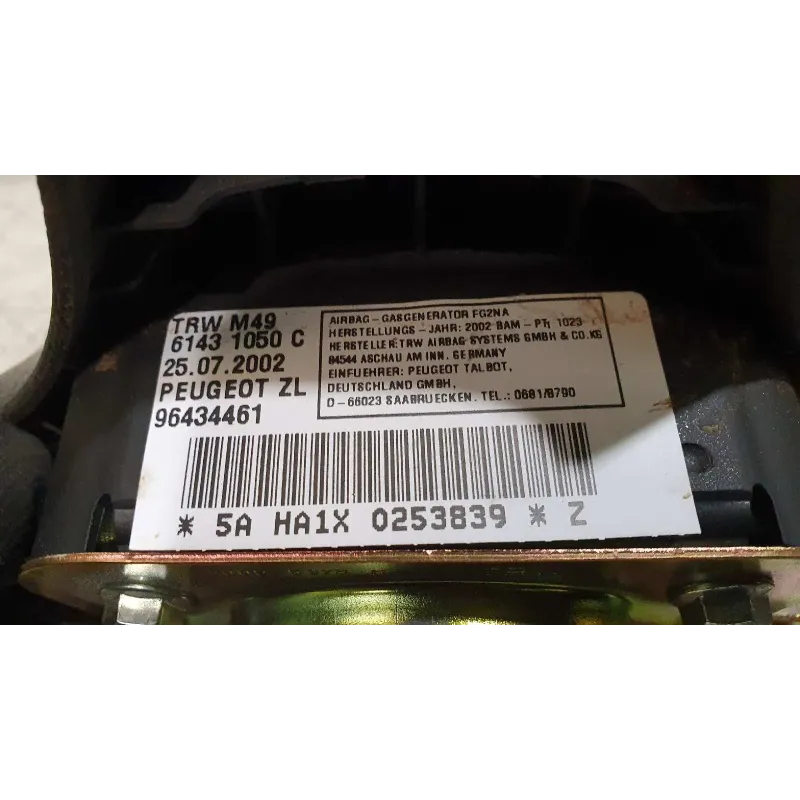 TRW M49
6143 1050 C
25.07.2002
PEUGEOT ZL
96434461
AIRBAG-GASGENERATOR FG2NA
HERSTELLUNGS-JAHR: 2002 BAM-PT, 1023
HERSTELLER:TRW AIRBAG SYSTEMS GMBH & CO.KG
84544 ASCHAU AM INN. GERMANY
EINFUEHRER: PEUGEOT TALBOT,
DEUTSCHLAND GMBH,
D-66023 SAARBRUECKEN. TEL.: 0681/8790
* 5A HA1X 0253839 * Z